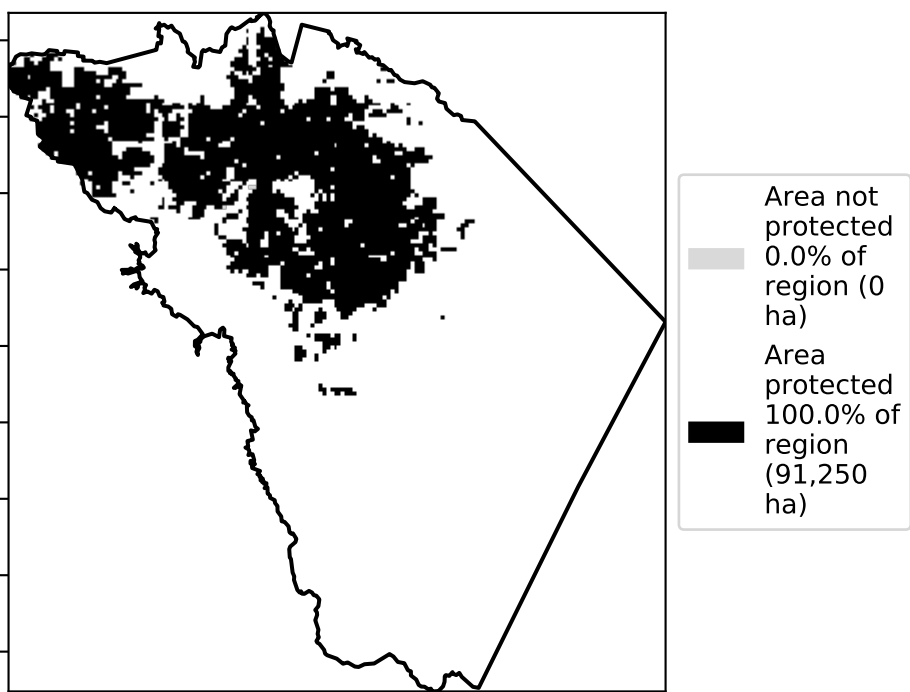 Area not
protected
0.0% of
region (0
ha)
Area
protected
100.0% of
region
(91,250
ha)